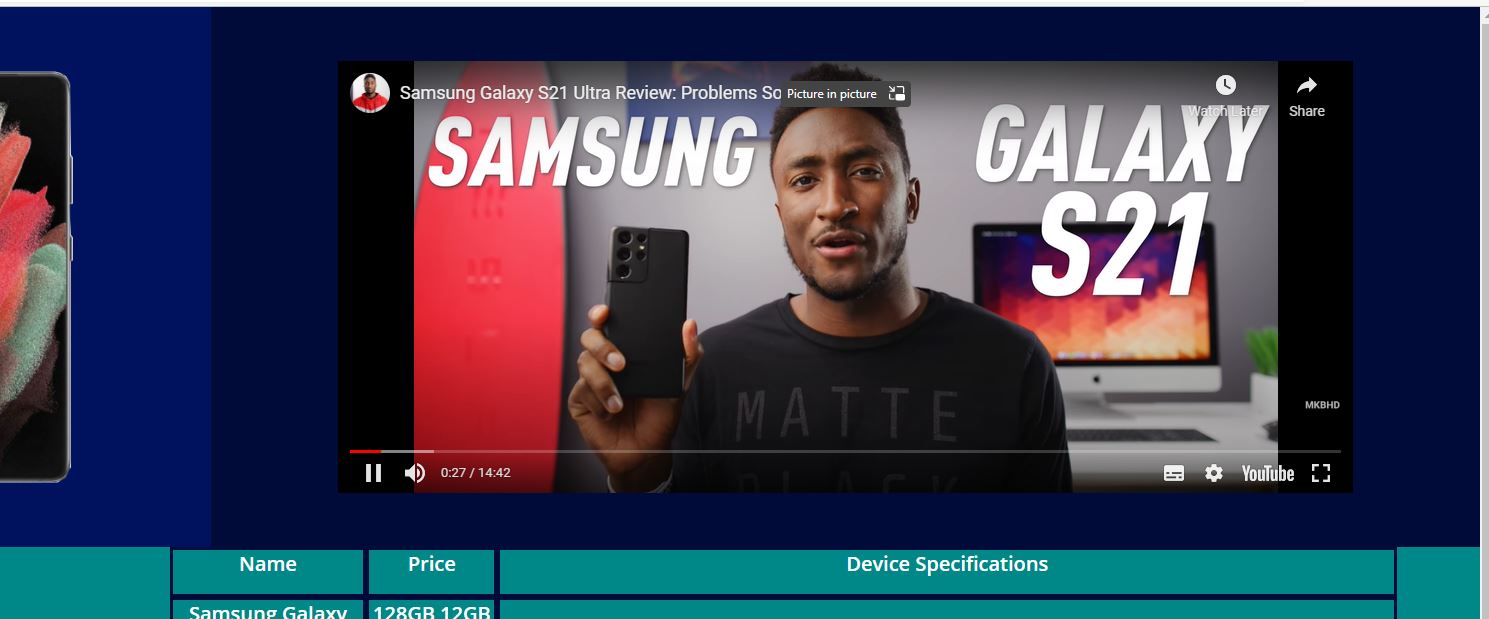 Samsung Galaxy S21 Ultra Review: Problems So
Picture in picture
Watch Later
Share
SAMSUNG
GALAXY
S21
MATTE
BLACK
MKBHD
0:27 / 14:42
YouTube
Name
Price
Device Specifications
Samsung Galaxy
128GB 12GB